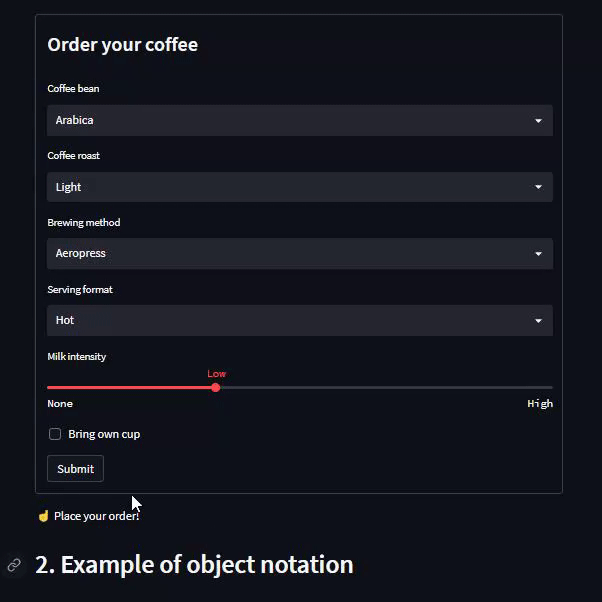 Order your coffee
Coffee bean
Arabica
Coffee roast
Light
Brewing method
Aeropress
Serving format
Hot
Milk intensity
Low
None High
Bring own cup
Submit
☝️ Place your order!
2. Example of object notation